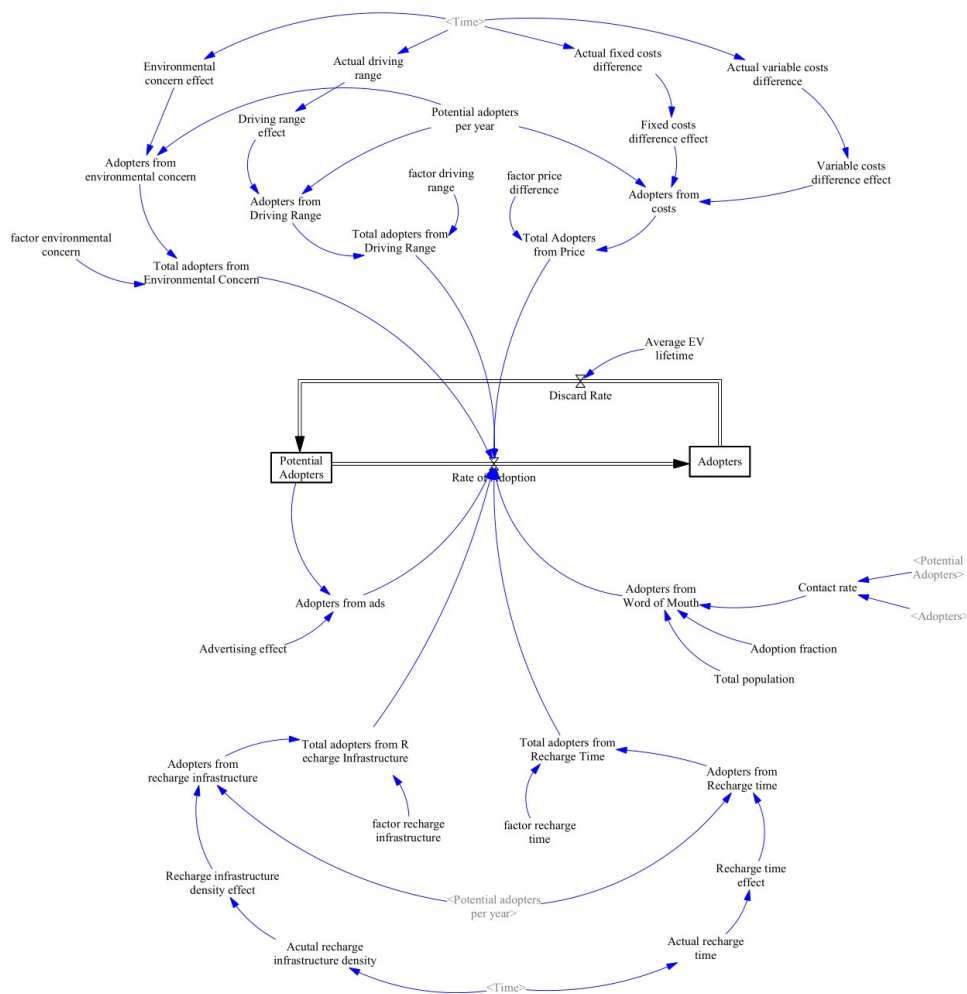 <Time>
Environmental
concern effect
Actual driving
range
Actual fixed costs
difference
Actual variable costs
difference
Driving range
effect
Potential adopters
per year
Fixed costs
difference effect
Adopters from
environmental concern
factor driving
range
factor price
difference
Variable costs
difference effect
Adopters from
Driving Range
Adopters from
costs
factor environmental
concern
Total adopters from
Driving Range
Total Adopters
from Price
Total adopters from
Environmental Concern
Average EV
lifetime
Discard Rate
Potential
Adopters
Adopters
Rate of Adoption
<Potential
Adopters>
Adopters from ads
Adopters from
Word of Mouth
Contact rate
<Adopters>
Advertising effect
Adoption fraction
Total population
Adopters from
recharge infrastructure
Total adopters from R
echarge Infrastructure
Total adopters from
Recharge Time
Adopters from
Recharge time
factor recharge
infrastructure
factor recharge
time
Recharge infrastructure
density effect
Recharge time
effect
<Potential adopters
per year>
Acutal recharge
infrastructure density
Actual recharge
time
<Time>